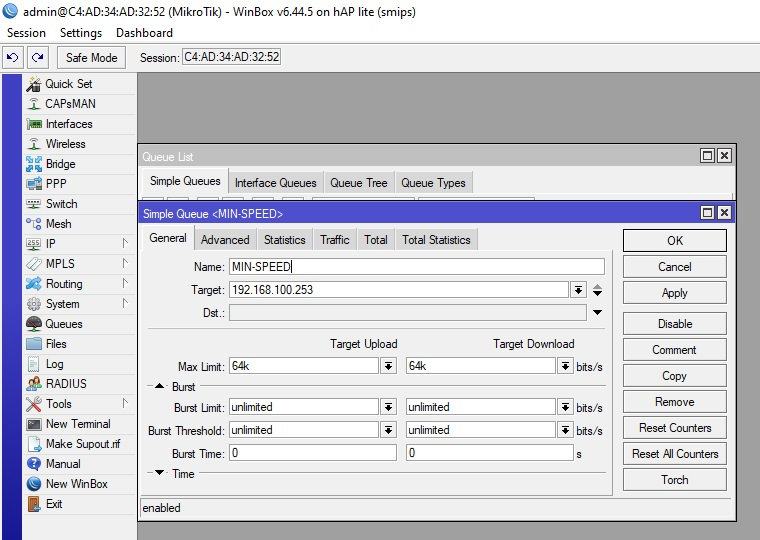 admin@C4:AD:34:AD:32:52 (MikroTik) - WinBox v6.44.5 on hAP lite (smips)
Session Settings Dashboard
Safe Mode Session: C4:AD:34:AD:32:52
Quick Set
CAPsMAN
Interfaces
Wireless
Bridge
PPP
Switch
Mesh
IP
MPLS
Routing
System
Queues
Files
Log
RADIUS
Tools
New Terminal
Make Supout.rif
Manual
New WinBox
Exit
Queue List
Simple Queues Interface Queues Queue Tree Queue Types
Simple Queue <MIN-SPEED>
General Advanced Statistics Traffic Total Total Statistics
Name: MIN-SPEED
Target: 192.168.100.253
Dst.:
Target Upload Target Download
Max Limit: 64k 64k bits/s
Burst
Burst Limit: unlimited unlimited bits/s
Burst Threshold: unlimited unlimited bits/s
Burst Time: 0 0 s
Time
enabled
OK
Cancel
Apply
Disable
Comment
Copy
Remove
Reset Counters
Reset All Counters
Torch